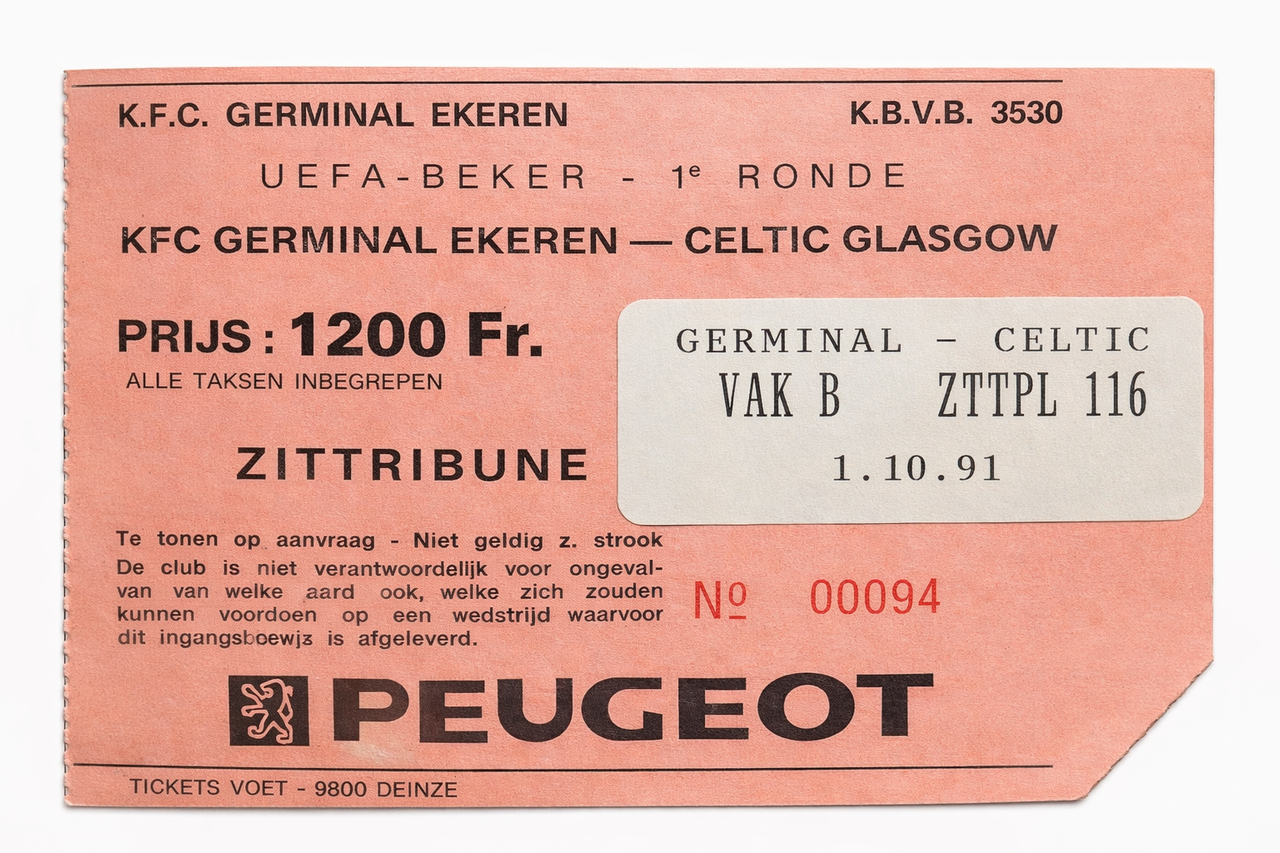 K.F.C. GERMINAL EKEREN K.B.V.B. 3530
UEFA-BEKER - 1e RONDE
KFC GERMINAL EKEREN — CELTIC GLASGOW
PRIJS : 1200 Fr.
ALLE TAKSEN INBEGREPEN
ZITTRIBUNE
GERMINAL - CELTIC
VAK B ZTTPL 116
1.10.91
Te tonen op aanvraag - Niet geldig z. strook
De club is niet verantwoordelijk voor ongeval-
van van welke aard ook, welke zich zouden
kunnen voordoen op een wedstrijd waarvoor
dit ingangsboewjz is afgeleverd.
Nº 00094
PEUGEOT
TICKETS VOET - 9800 DEINZE